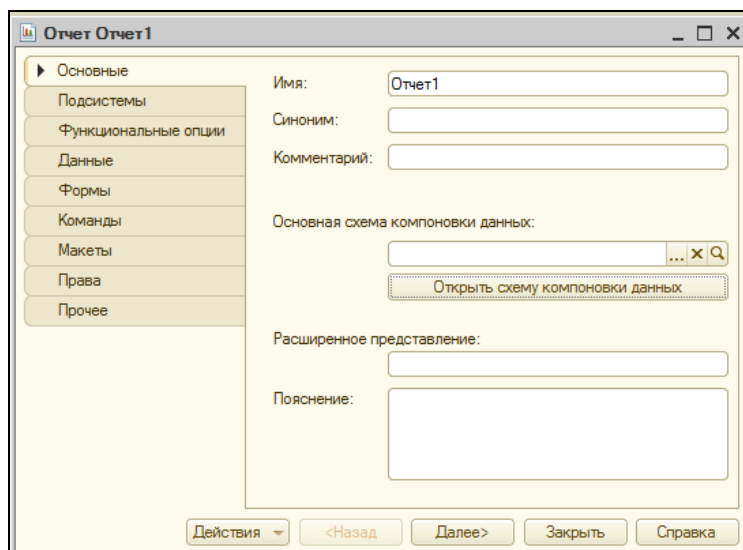 Отчет Отчет1
Основные
Подсистемы
Функциональные опции
Данные
Формы
Команды
Макеты
Права
Прочее
Имя: Отчет1
Синоним:
Комментарий:
Основная схема компоновки данных:
...
Открыть схему компоновки данных
Расширенное представление:
Пояснение:
Действия <Назад Далее> Закрыть Справка